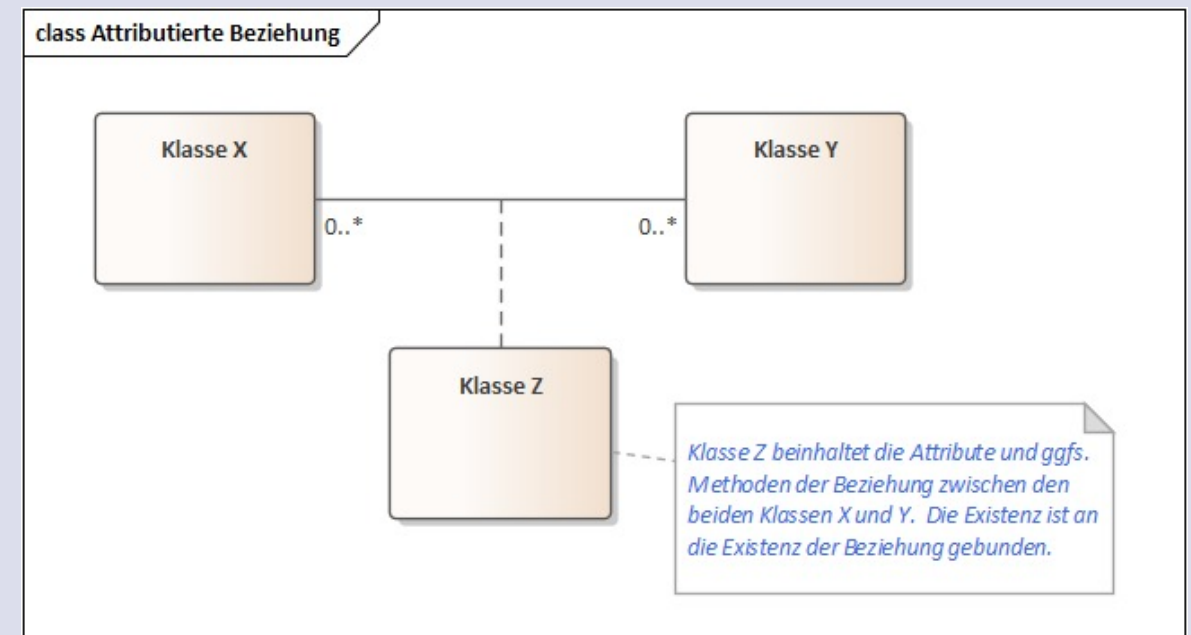 class Attributierte Beziehung
Klasse X
Klasse Y
0..*
0..*
Klasse Z
Klasse Z beinhaltet die Attribute und ggfs.
Methoden der Beziehung zwischen den
beiden Klassen X und Y. Die Existenz ist an
die Existenz der Beziehung gebunden.